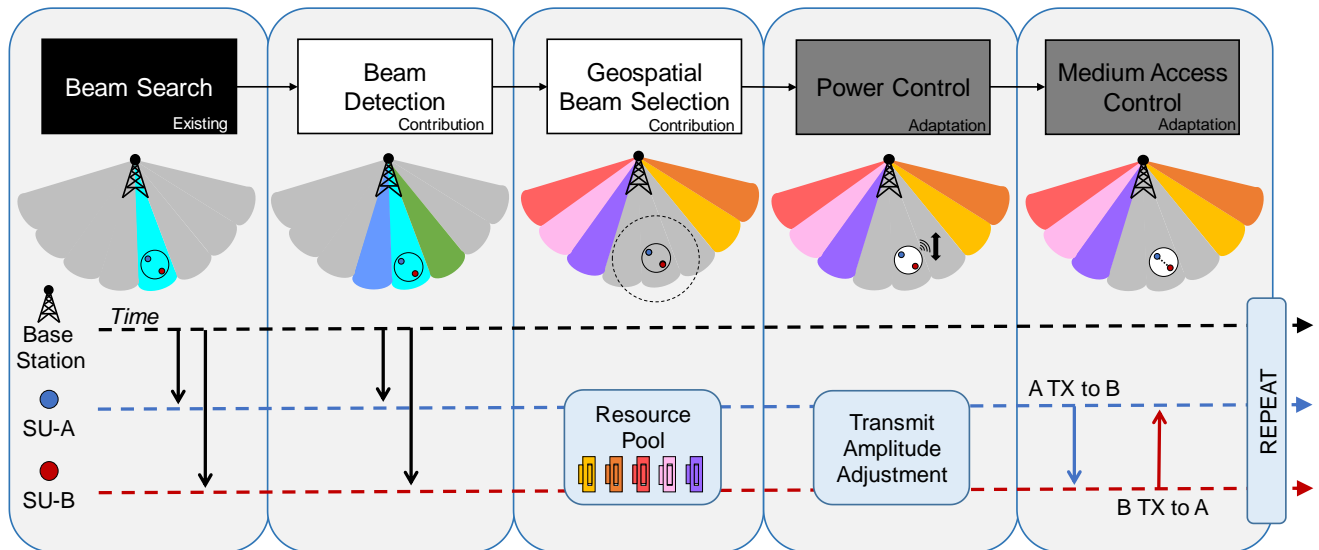 Beam Search
Existing
Beam
Detection
Contribution
Geospatial
Beam Selection
Contribution
Power Control
Adaptation
Medium Access
Control
Adaptation
Time
Base
Station
SU-A
SU-B
Resource
Pool
Transmit
Amplitude
Adjustment
A TX to B
B TX to A
REPEAT